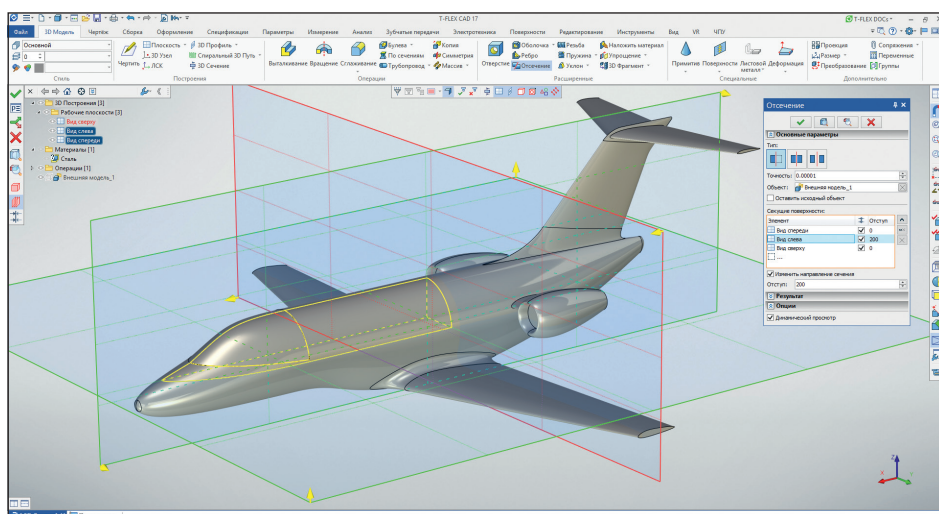 T-FLEX CAD 17
T-FLEX DOCs
Файл 3D Модель Чертёж Сборка Оформление Спецификации Параметры Измерение Анализ Зубчатые передачи Электротехника Поверхности Редактирование Инструменты Вид VR ЧПУ
Основной
0
Стиль
Чертить
Плоскость
3D Узел
ЛСК
3D Профиль
Спиральный 3D Путь
3D Сечение
Построения
Выталкивание Вращение Сглаживание
Булева
По сечениям
Трубопровод
Копия
Симметрия
Массив
Операции
Отверстие
Оболочка
Ребро
Отсечение
Резьба
Пружина
Уклон
Наложить материал
Упрощение
3D Фрагмент
Расширенные
Примитив Поверхности Листовой металл Деформация
Специальные
Проекция
Размер
Преобразование
Сопряжения
Переменные
Группы
Дополнительно
3D Построения [3]
Рабочие плоскости [3]
Вид сверху
Вид слева
Вид спереди
Материалы [1]
Сталь
Операции [1]
Внешняя модель_1
Отсечение
Основные параметры
Тип:
Точность: 0.00001
Объект: Внешняя модель_1
Оставить исходный объект
Секущие поверхности:
Элемент Отступ
Вид спереди 0
Вид слева 200
Вид сверху 0
...
Изменить направление сечения
Отступ: 200
Результат
Опции
Динамический просмотр
Z
X
Y